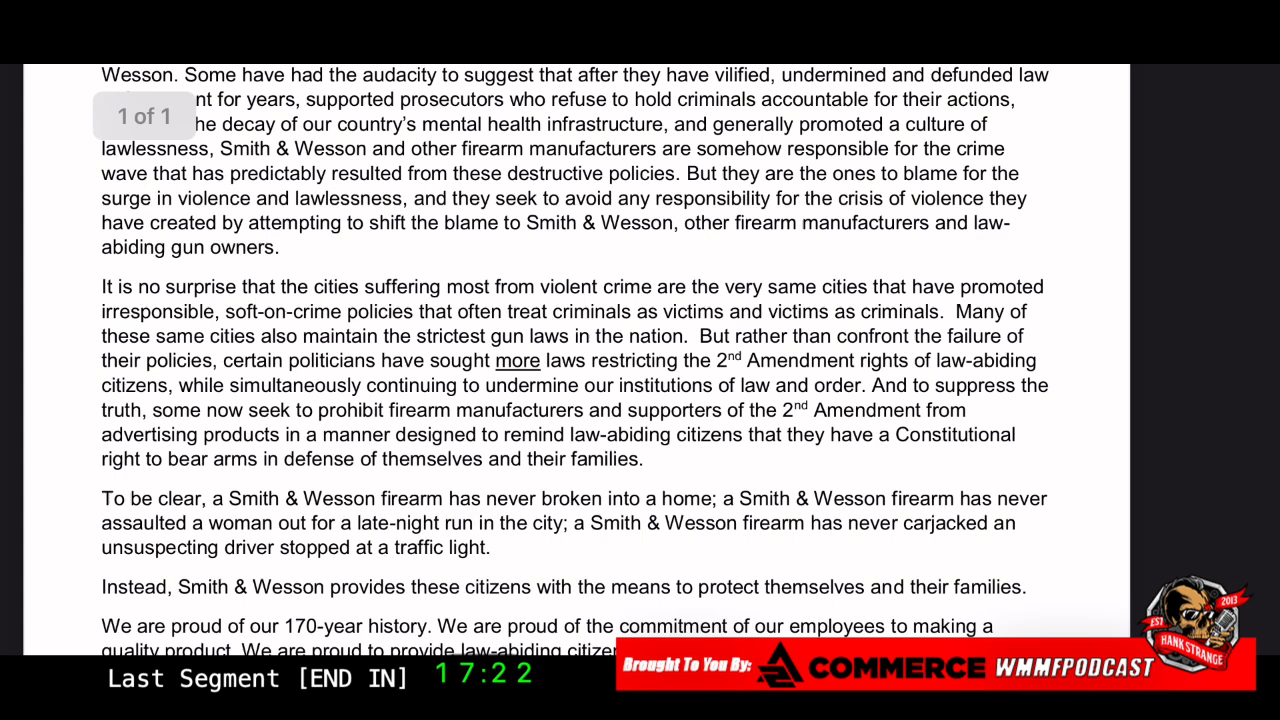 Wesson. Some have had the audacity to suggest that after they have vilified, undermined and defunded law
nt for years, supported prosecutors who refuse to hold criminals accountable for their actions,
1 of 1
he decay of our country’s mental health infrastructure, and generally promoted a culture of
lawlessness, Smith & Wesson and other firearm manufacturers are somehow responsible for the crime
wave that has predictably resulted from these destructive policies. But they are the ones to blame for the
surge in violence and lawlessness, and they seek to avoid any responsibility for the crisis of violence they
have created by attempting to shift the blame to Smith & Wesson, other firearm manufacturers and law-
abiding gun owners.
It is no surprise that the cities suffering most from violent crime are the very same cities that have promoted
irresponsible, soft-on-crime policies that often treat criminals as victims and victims as criminals.  Many of
these same cities also maintain the strictest gun laws in the nation.  But rather than confront the failure of
their policies, certain politicians have sought more laws restricting the 2nd Amendment rights of law-abiding
citizens, while simultaneously continuing to undermine our institutions of law and order. And to suppress the
truth, some now seek to prohibit firearm manufacturers and supporters of the 2nd Amendment from
advertising products in a manner designed to remind law-abiding citizens that they have a Constitutional
right to bear arms in defense of themselves and their families.
To be clear, a Smith & Wesson firearm has never broken into a home; a Smith & Wesson firearm has never
assaulted a woman out for a late-night run in the city; a Smith & Wesson firearm has never carjacked an
unsuspecting driver stopped at a traffic light.
Instead, Smith & Wesson provides these citizens with the means to protect themselves and their families.
We are proud of our 170-year history. We are proud of the commitment of our employees to making a
quality product. We are proud to provide law-abiding citizen
Last Segment [END IN] 17:22
Brought To You By: COMMERCE WMMFPODCAST
EST 2013
HANK STRANGE